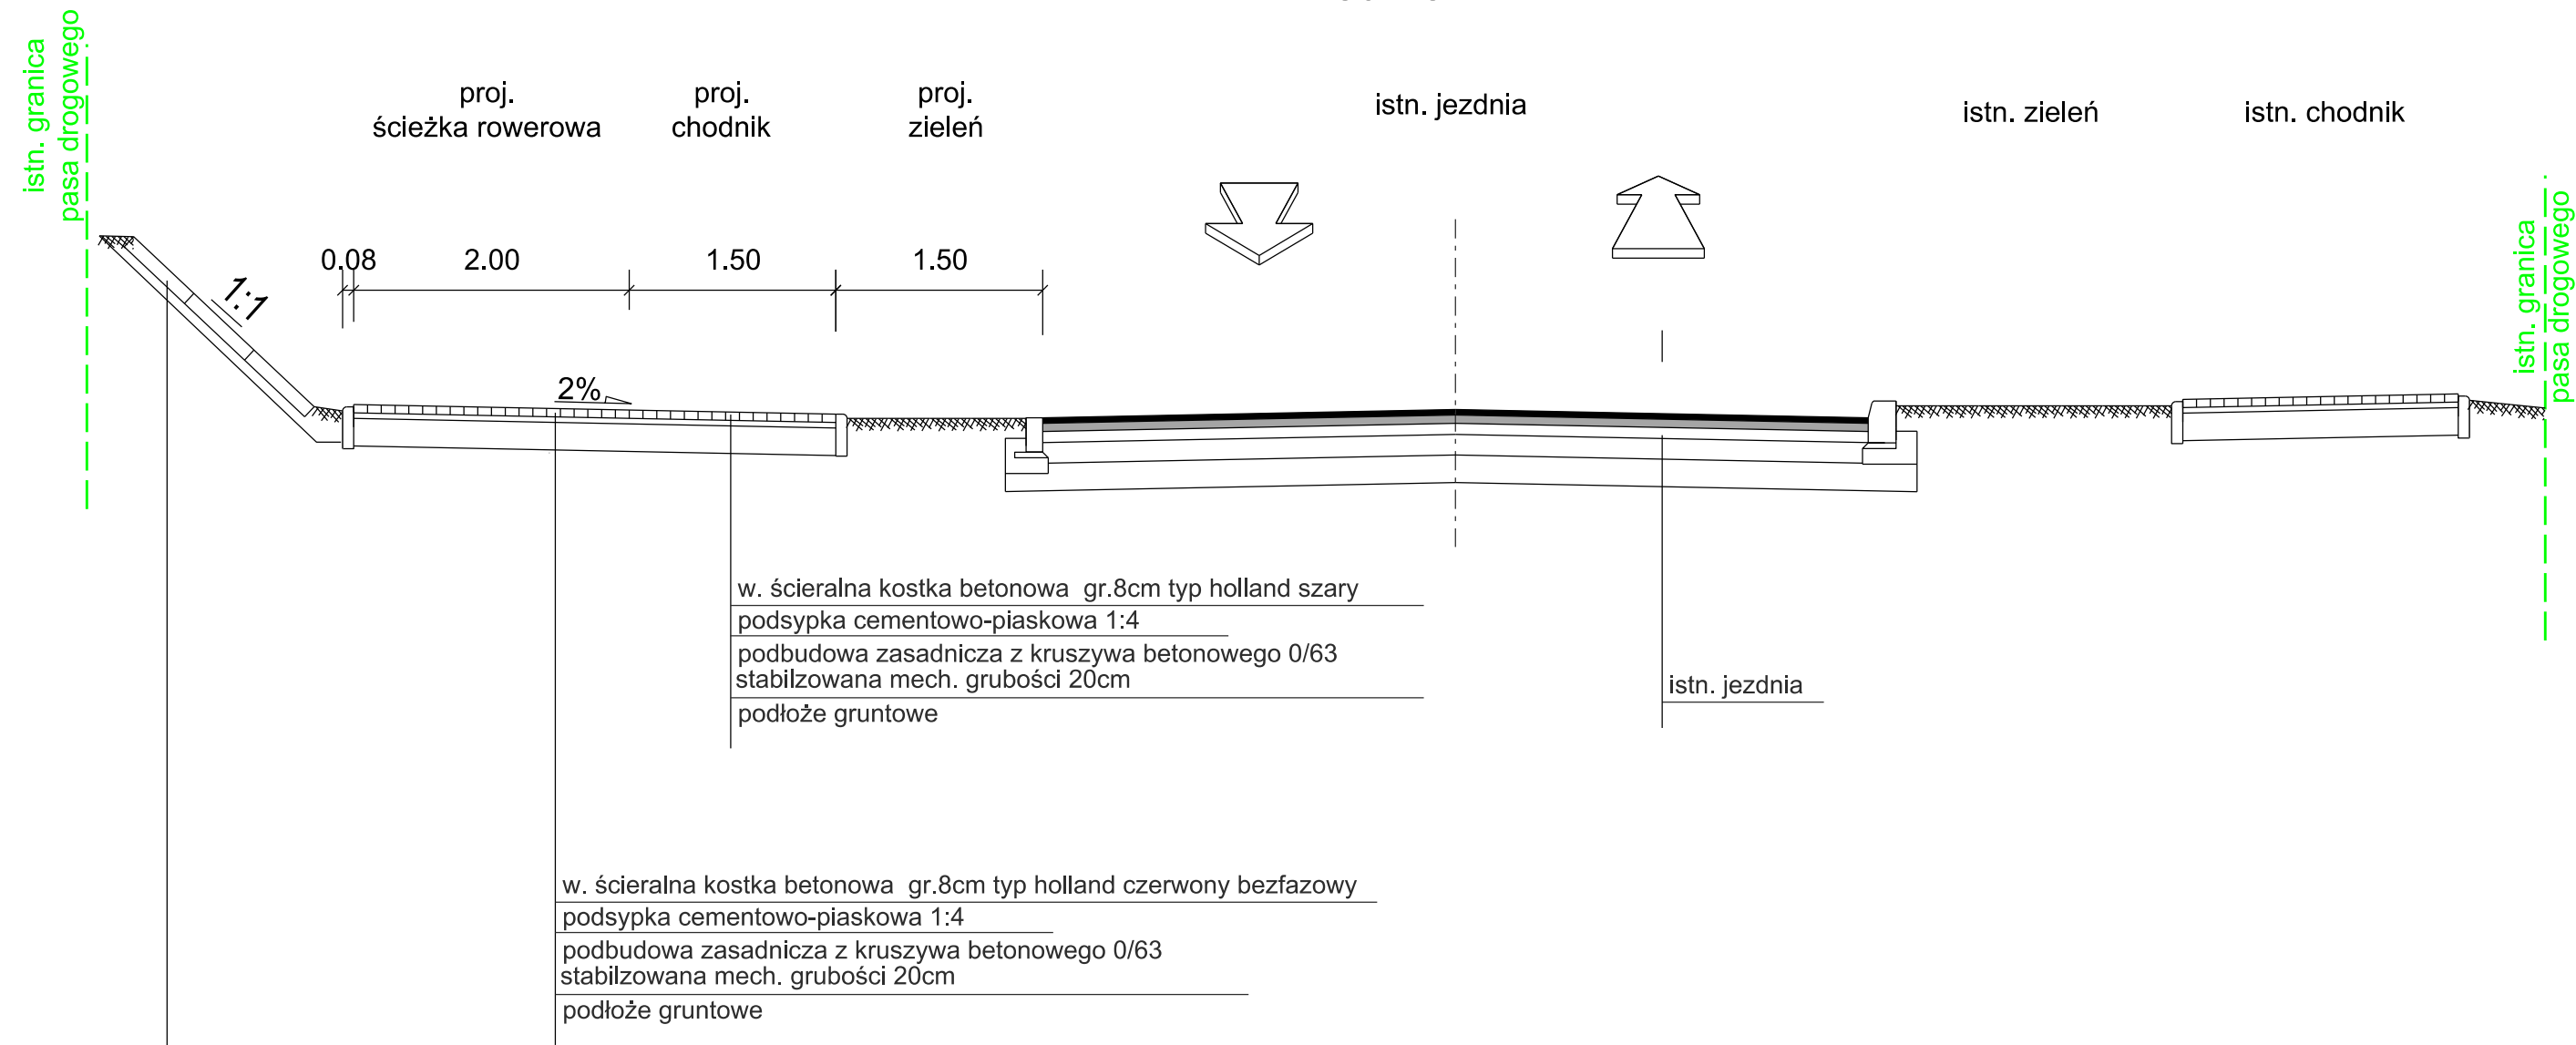 istn. granica
pasa drogowego
proj.
ścieżka rowerowa
proj.
chodnik
proj.
zieleń
istn. jezdnia
istn. zieleń
istn. chodnik
0.08
2.00
1.50
1.50
1:1
2%
istn. granica
pasa drogowego
w. ścieralna kostka betonowa gr.8cm typ holland szary
podsypka cementowo-piaskowa 1:4
podbudowa zasadnicza z kruszywa betonowego 0/63
stabilzowana mech. grubości 20cm
podłoże gruntowe
istn. jezdnia
w. ścieralna kostka betonowa gr.8cm typ holland czerwony bezfazowy
podsypka cementowo-piaskowa 1:4
podbudowa zasadnicza z kruszywa betonowego 0/63
stabilzowana mech. grubości 20cm
podłoże gruntowe